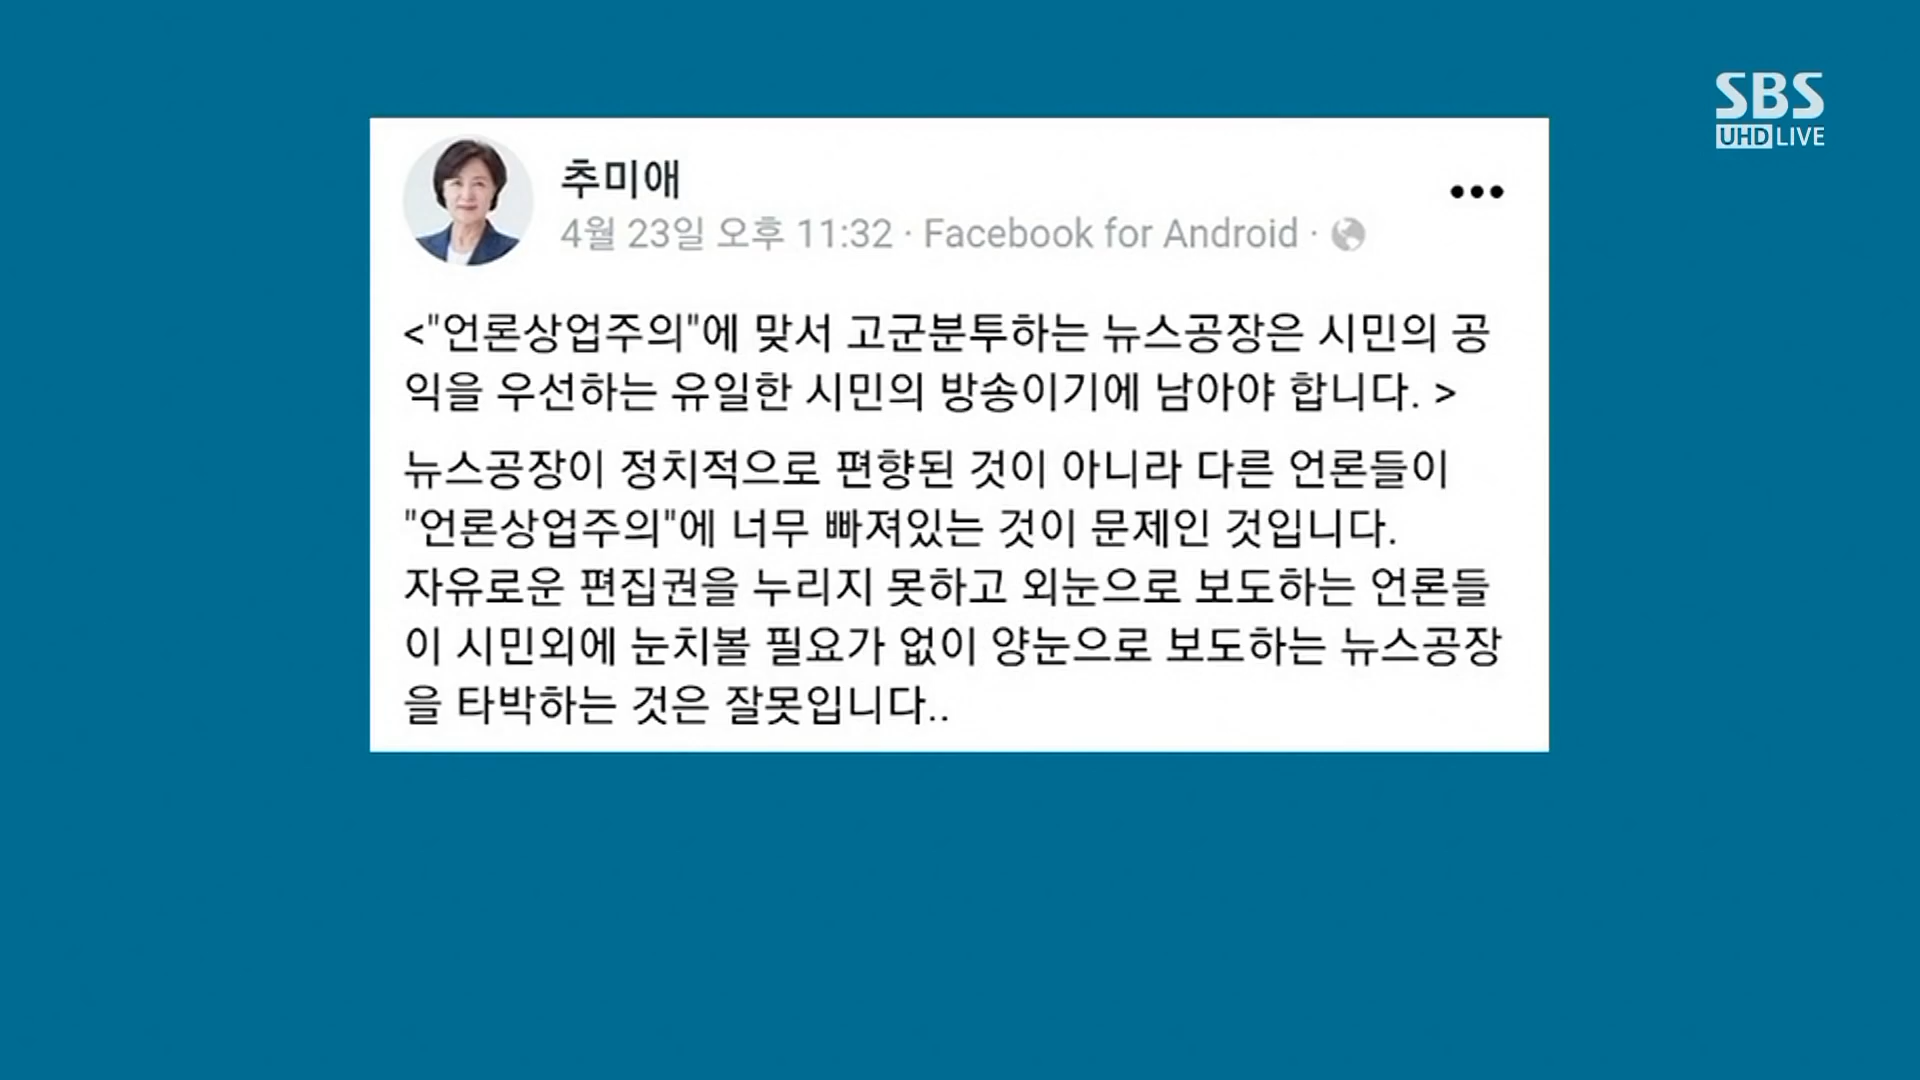 SBS
UHD LIVE
추미애
4월 23일 오후 11:32 · Facebook for Android ·
<"언론상업주의"에 맞서 고군분투하는 뉴스공장은 시민의 공
익을 우선하는 유일한 시민의 방송이기에 남아야 합니다. >
뉴스공장이 정치적으로 편향된 것이 아니라 다른 언론들이
"언론상업주의"에 너무 빠져있는 것이 문제인 것입니다.
자유로운 편집권을 누리지 못하고 외눈으로 보도하는 언론들
이 시민외에 눈치볼 필요가 없이 양눈으로 보도하는 뉴스공장
을 타박하는 것은 잘못입니다..